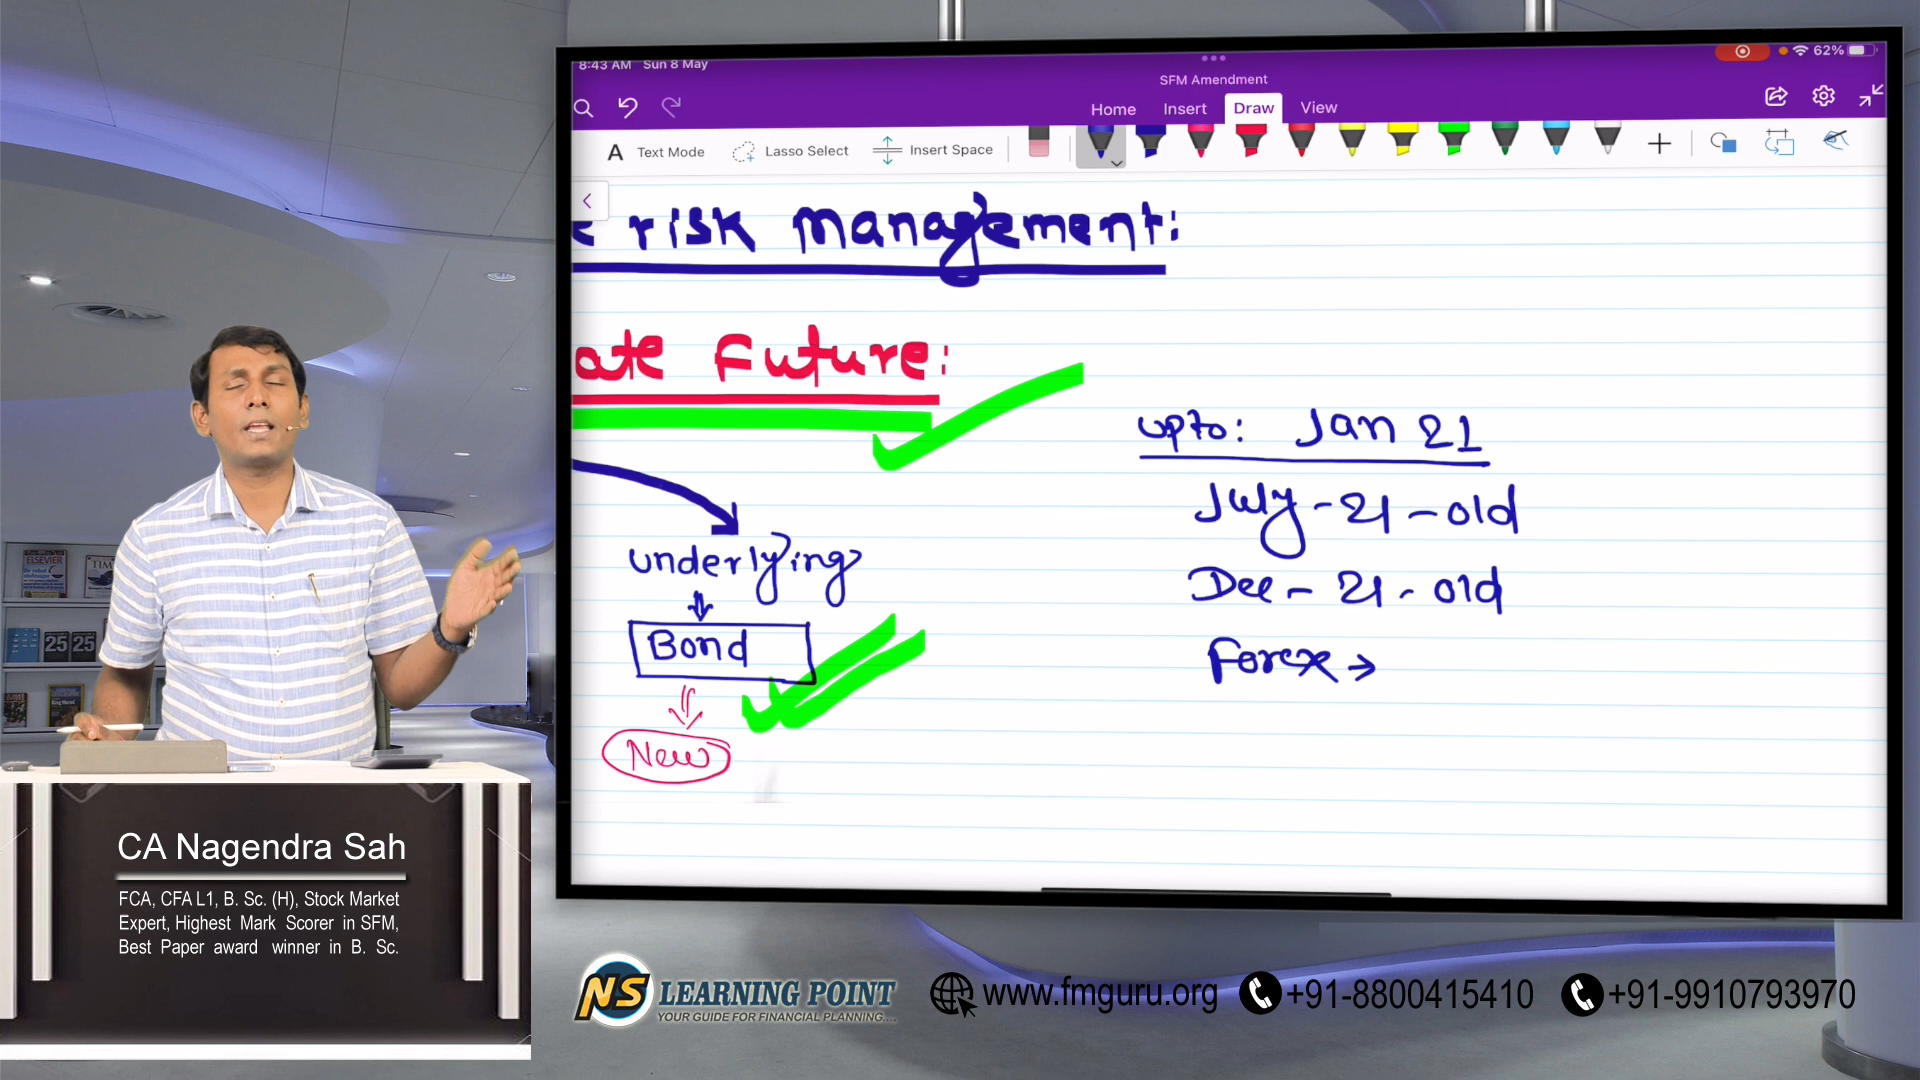 8:43 AM Sun 8 May
62%
SFM Amendment
Home Insert Draw View
A Text Mode Lasso Select Insert Space
risk management:
ate Future:
upto: Jan 21
July - 21 - old
Dec - 21 - old
Forex →
underlying
Bond
New
ELSEVIER
25 25
CA Nagendra Sah
FCA, CFA L1, B. Sc. (H), Stock Market
Expert, Highest Mark Scorer in SFM,
Best Paper award winner in B. Sc.
NS LEARNING POINT
YOUR GUIDE FOR FINANCIAL PLANNING....
www.fmguru.org +91-8800415410 +91-9910793970